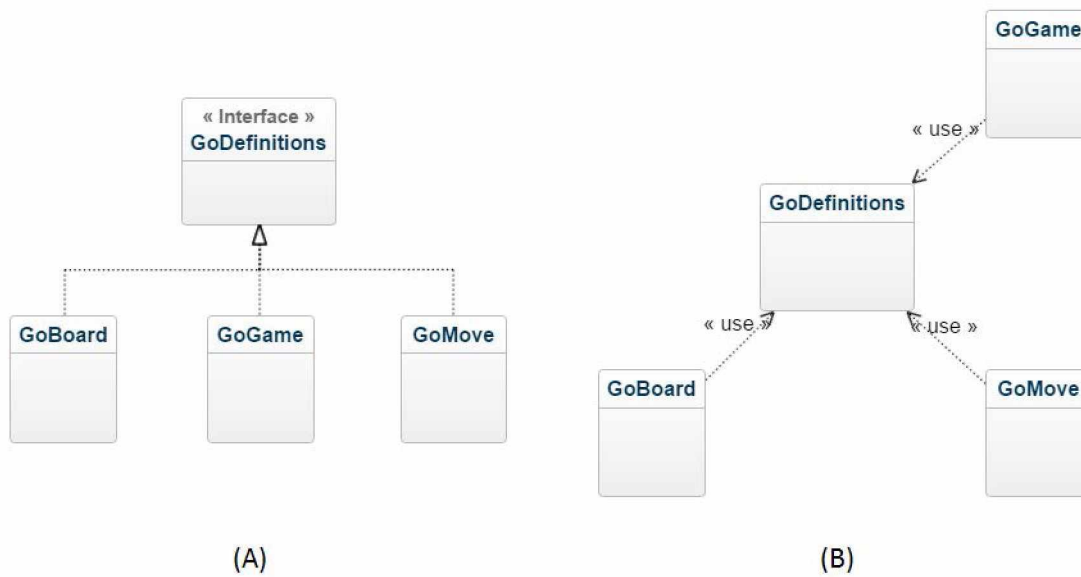 « Interface »
GoDefinitions
GoBoard
GoGame
GoMove
(A)
GoGame
« use »
GoDefinitions
« use »
« use »
GoBoard
GoMove
(B)